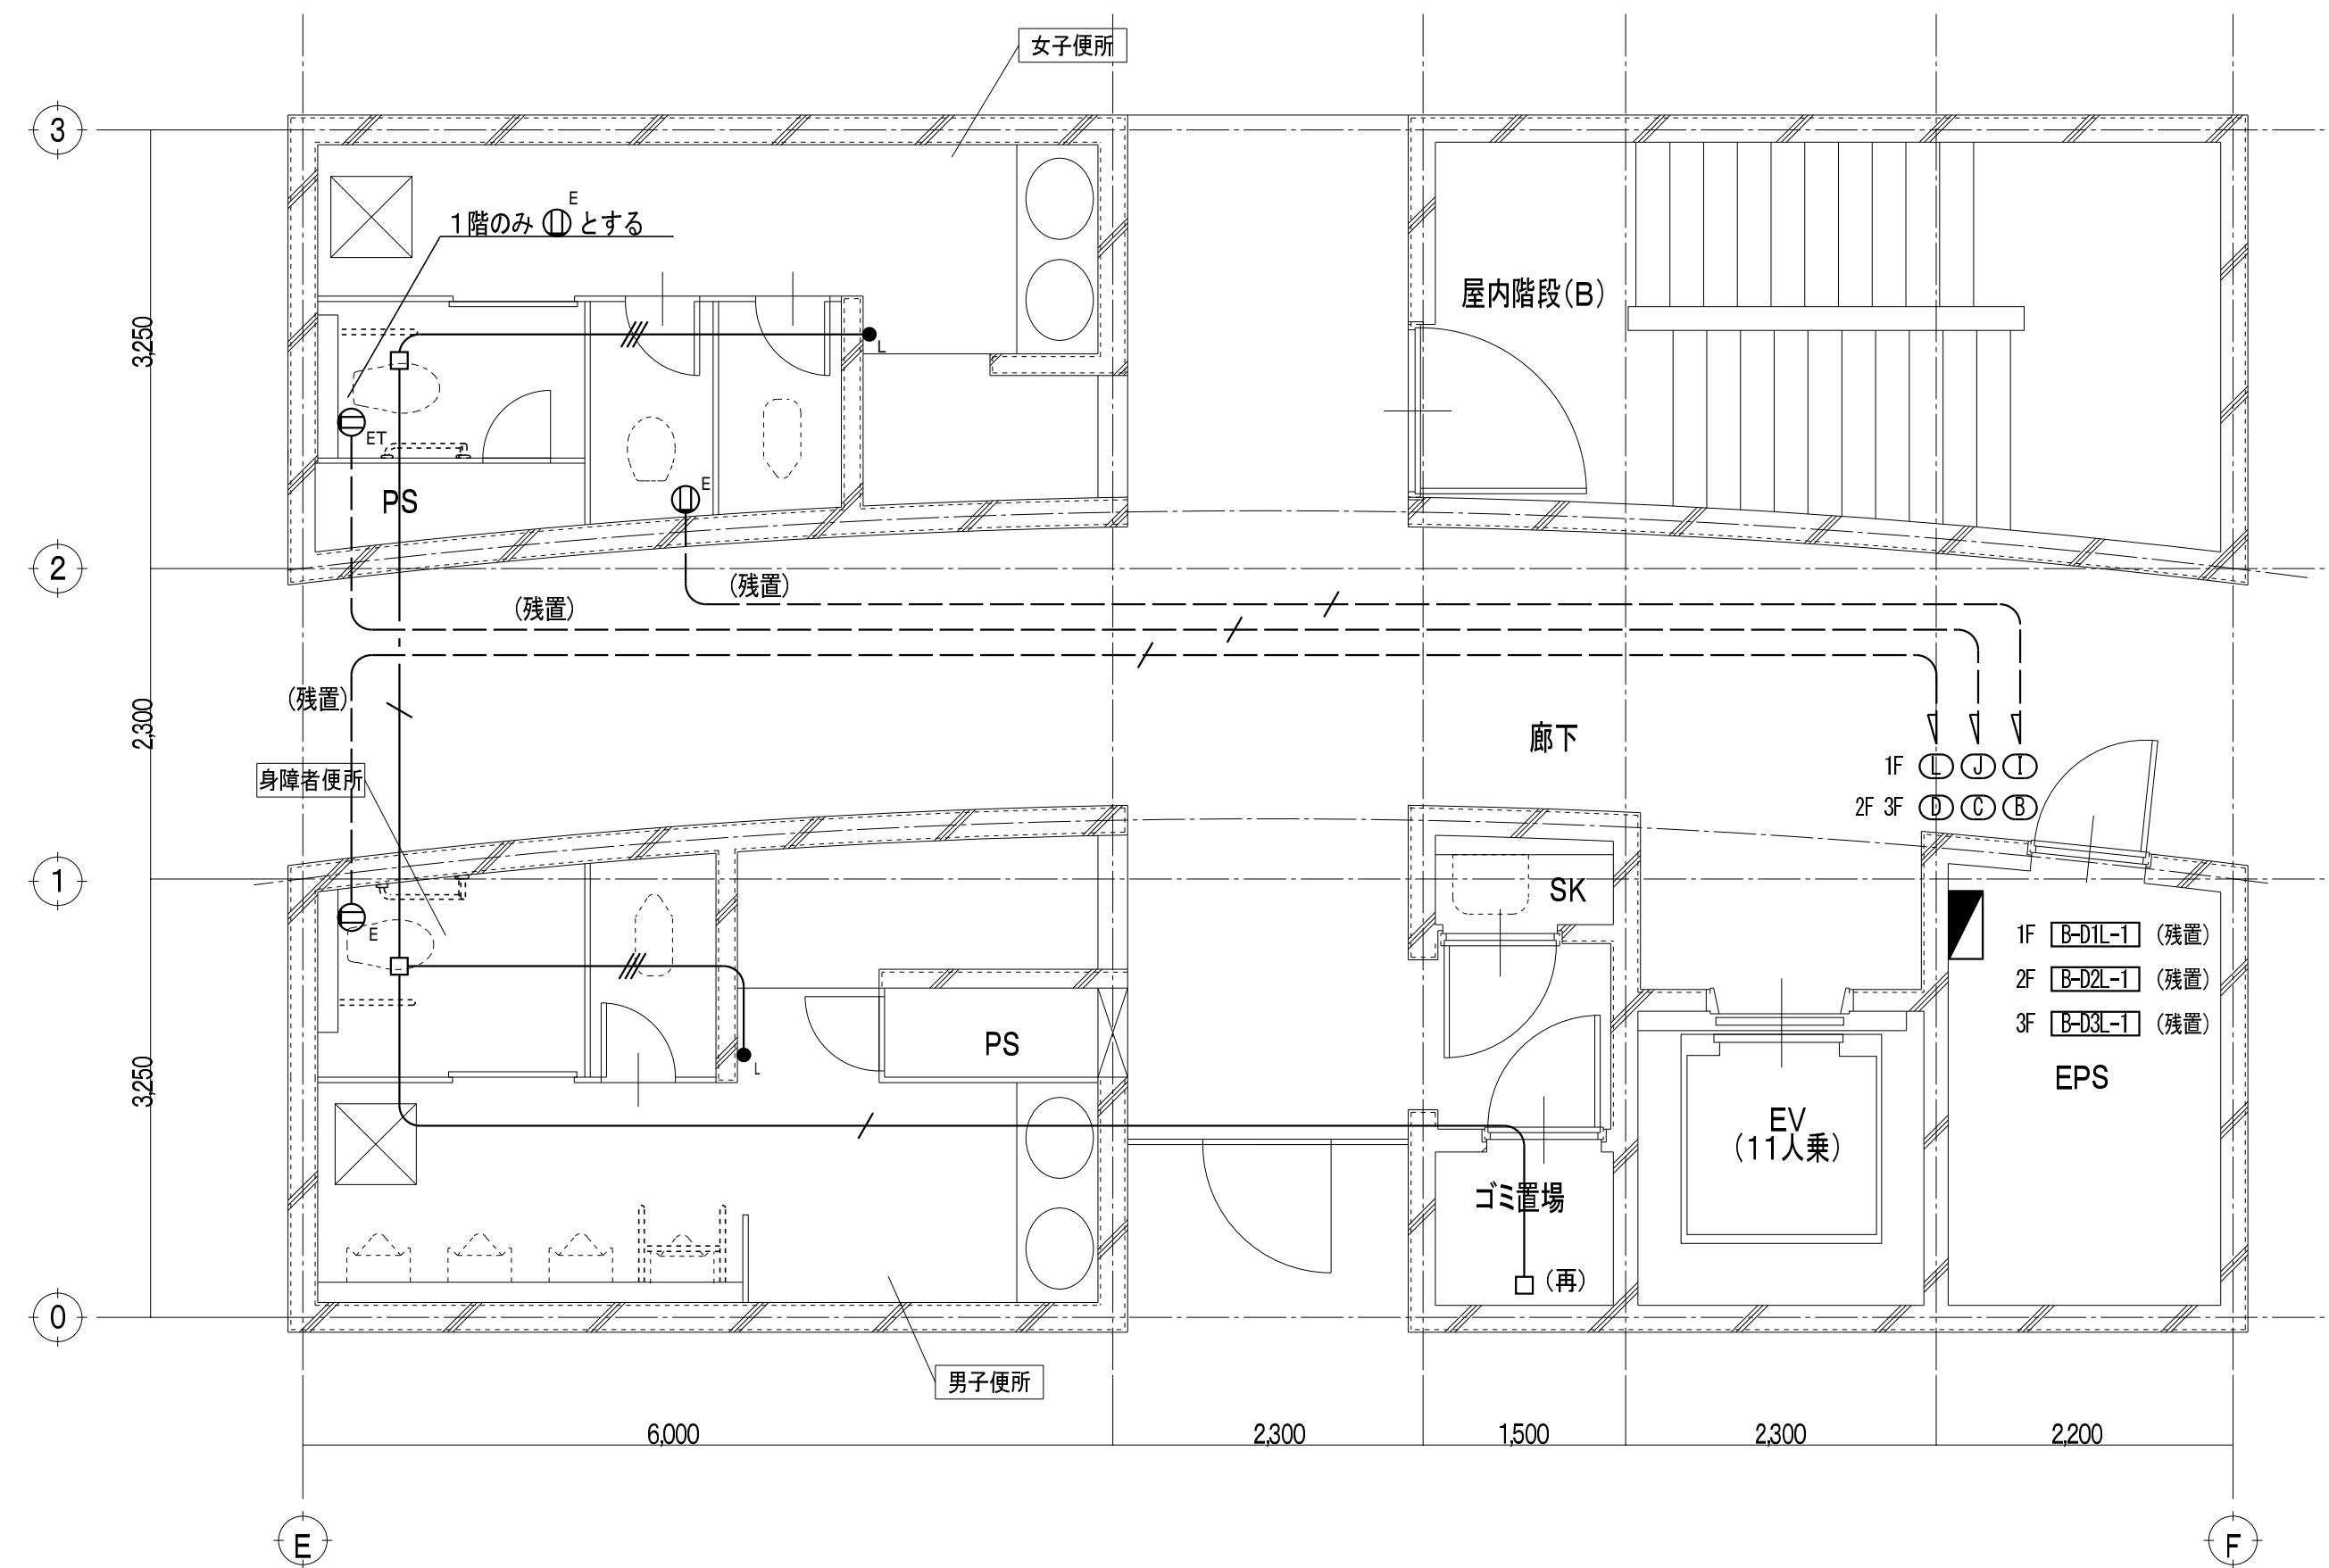 女子便所
3
E
1階のみ とする
屋内階段(B)
3,250
L
ET
E
PS
2
(残置)
(残置)
(残置)
2,300
廊下
身障者便所
1F L J I
2F 3F D C B
1
SK
E
1F B-D1L-1 (残置)
2F B-D2L-1 (残置)
3F B-D3L-1 (残置)
PS
L
3,250
EPS
EV
(11人乗)
ゴミ置場
(再)
0
男子便所
6,000
2,300
1,500
2,300
2,200
E
F